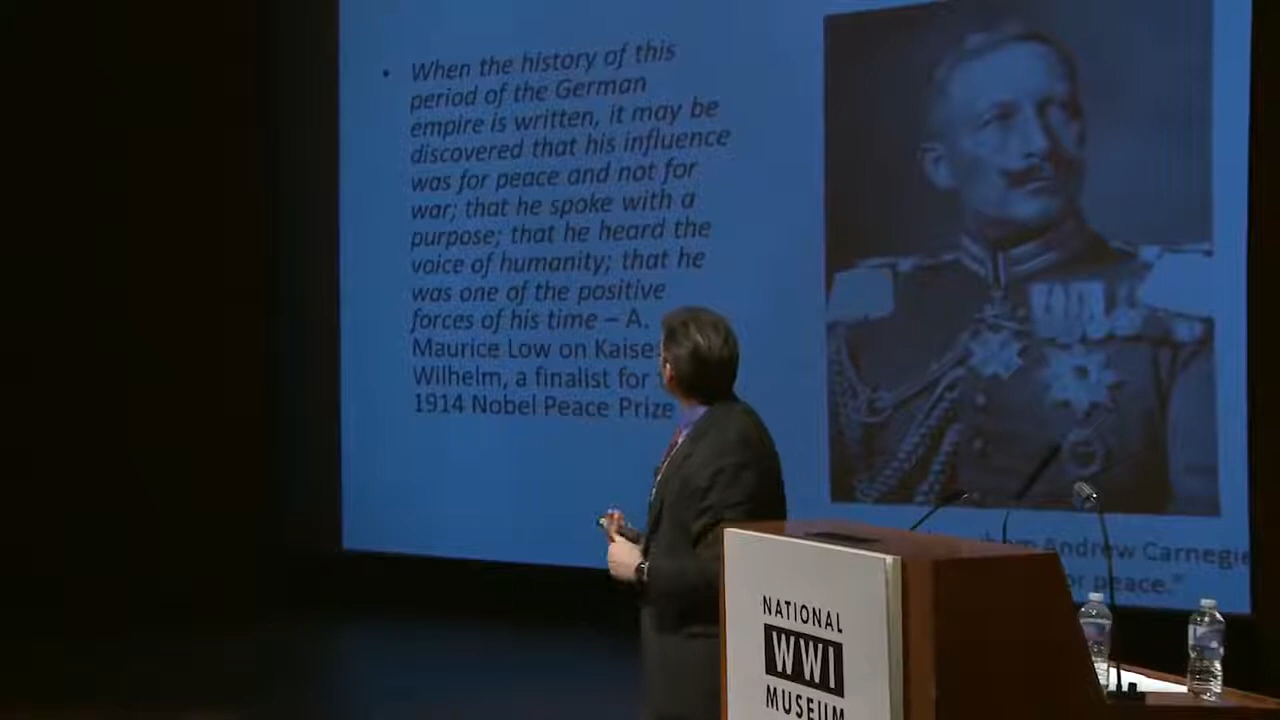 • When the history of this
period of the German
empire is written, it may be
discovered that his influence
was for peace and not for
war; that he spoke with a
purpose; that he heard the
voice of humanity; that he
was one of the positive
forces of his time – A.
Maurice Low on Kaise
Wilhelm, a finalist for
1914 Nobel Peace Prize
Andrew Carnegie
or peace."
NATIONAL
WWI
MUSEUM